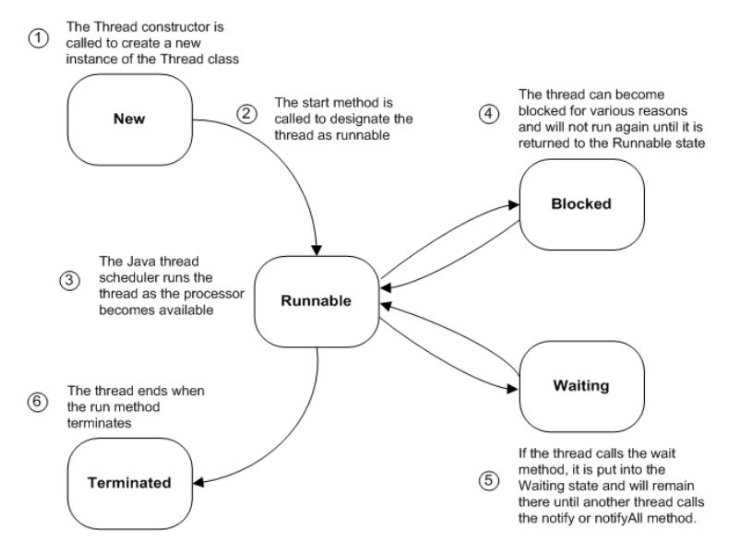 1
The Thread constructor is
called to create a new
instance of the Thread class
New
2
The start method is
called to designate the
thread as runnable
4
The thread can become
blocked for various reasons
and will not run again until it is
returned to the Runnable state
Blocked
3
The Java thread
scheduler runs the
thread as the processor
becomes available
Runnable
Waiting
6
The thread ends when
the run method
terminates
Terminated
5
If the thread calls the wait
method, it is put into the
Waiting state and will remain
there until another thread calls
the notify or notifyAll method.